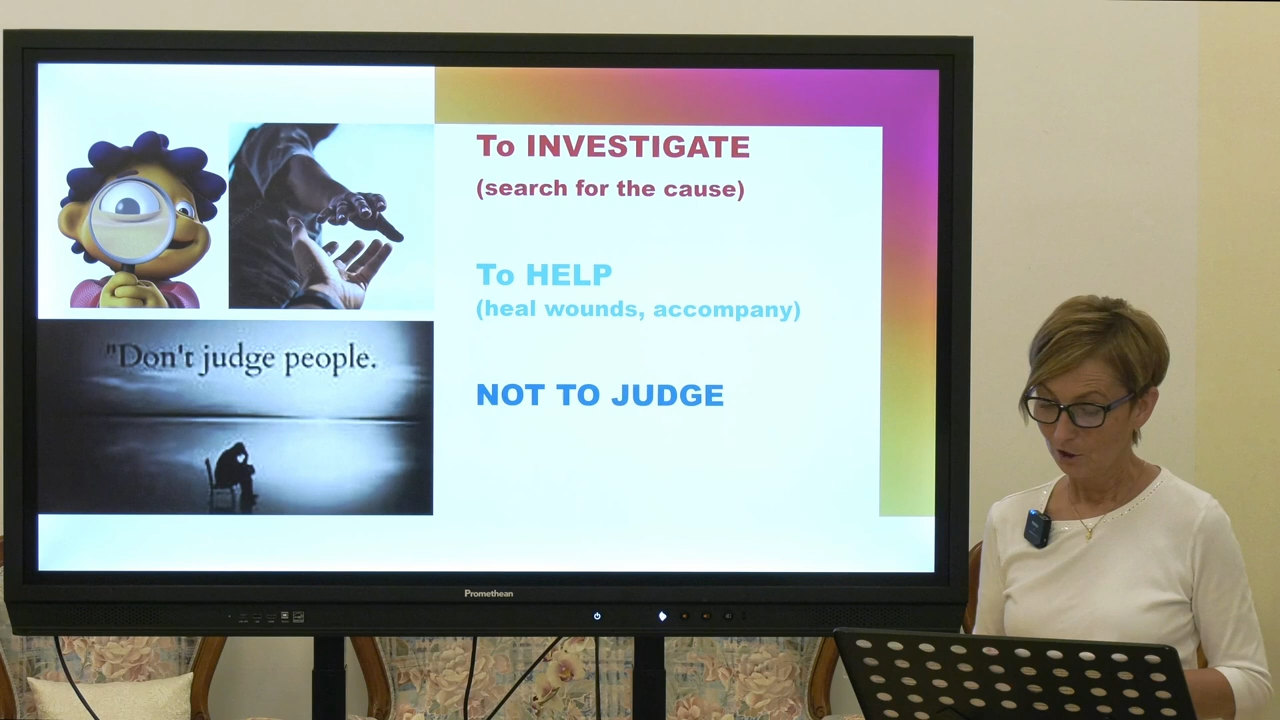 To INVESTIGATE
(search for the cause)
To HELP
(heal wounds, accompany)
NOT TO JUDGE
"Don't judge people.
Promethean